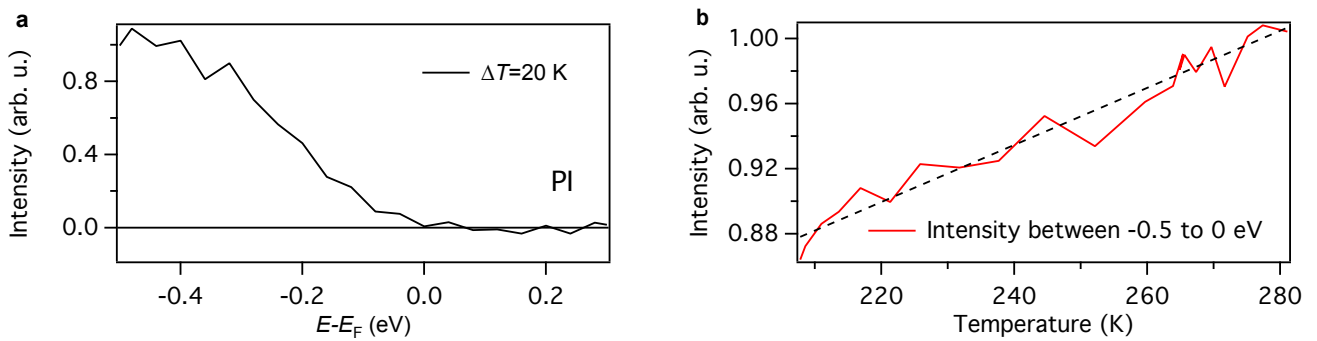 a
Intensity (arb. u.)
0.8
0.4
0.0
ΔT=20 K
PI
-0.4
-0.2
0.0
0.2
E-EF (eV)
b
Intensity (arb. u.)
1.00
0.96
0.92
0.88
Intensity between -0.5 to 0 eV
220
240
260
280
Temperature (K)